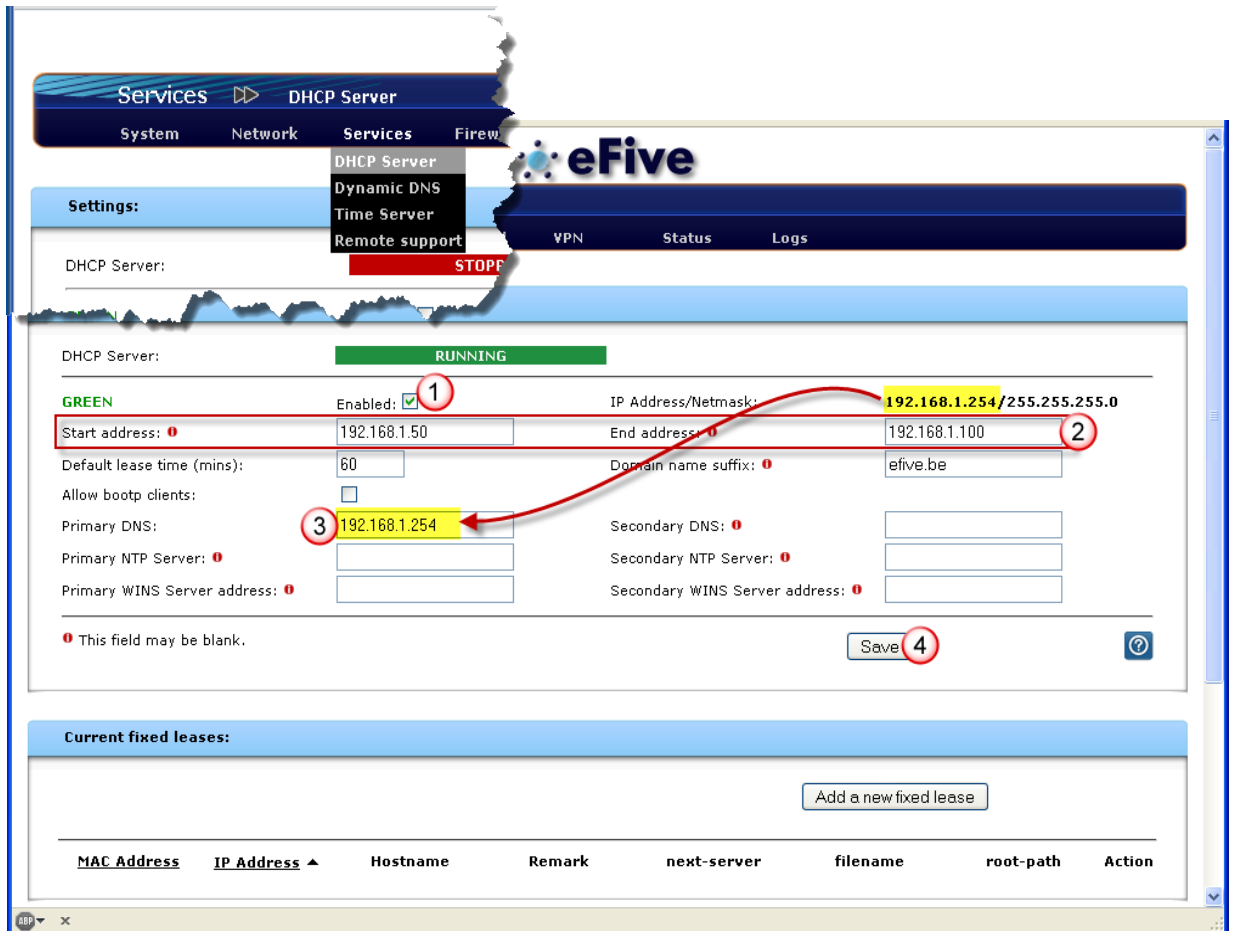 Services DHCP Server
System Network Services
DHCP Server
Dynamic DNS
Time Server
Remote support
eFive
VPN Status Logs
Settings:
DHCP Server:
DHCP Server: RUNNING
GREEN Enabled: 1 IP Address/Netmask: 192.168.1.254/255.255.255.0
Start address: 192.168.1.50 End address: 192.168.1.100 2
Default lease time (mins): 60 Domain name suffix: efive.be
Allow bootp clients:
Primary DNS: 3 192.168.1.254 Secondary DNS:
Primary NTP Server: Secondary NTP Server:
Primary WINS Server address: Secondary WINS Server address:
This field may be blank. Save 4
Current fixed leases:
Add a new fixed lease
MAC Address IP Address Hostname Remark next-server filename root-path Action
ABP x